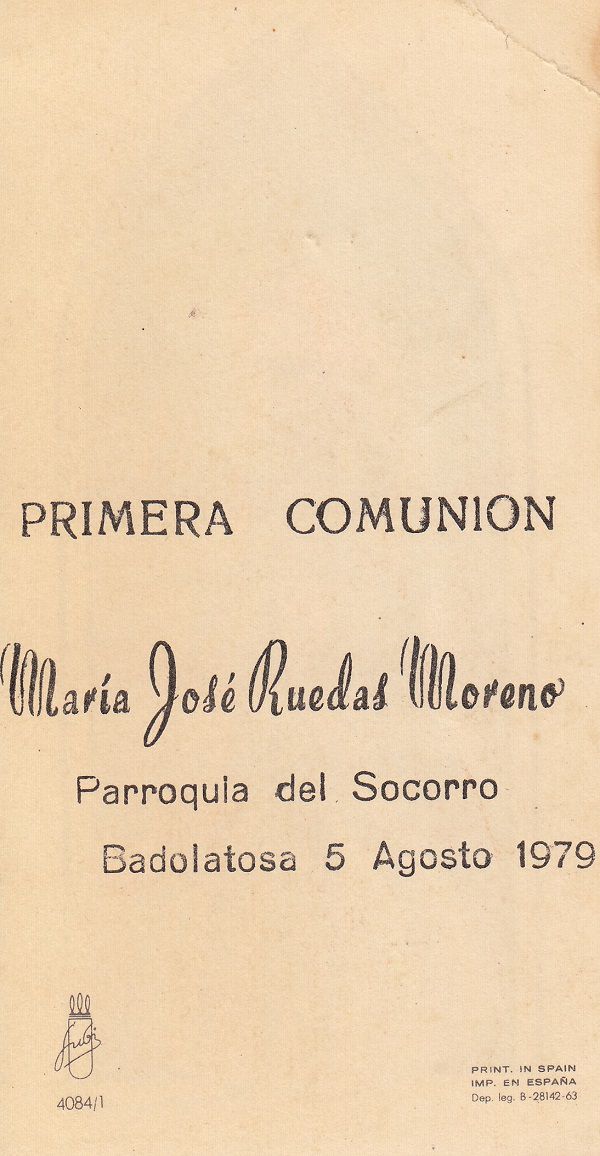 PRIMERA COMUNION
María José Ruedas Moreno
Parroquia del Socorro
Badolatosa 5 Agosto 1979
4084/1
PRINT. IN SPAIN
IMP. EN ESPAÑA
Dep. leg. B-28142-63